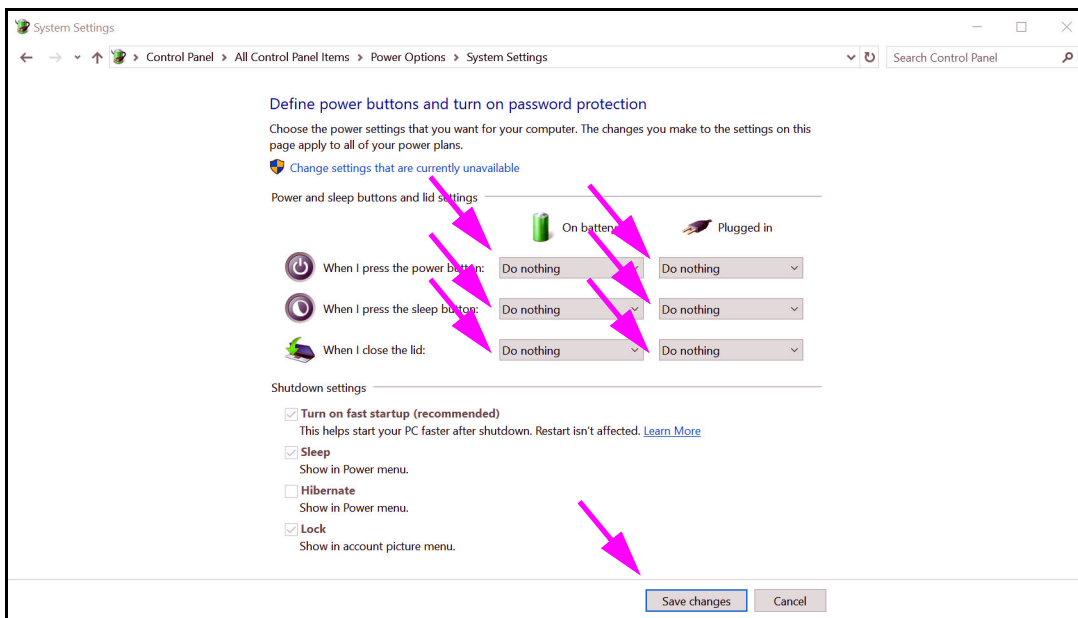 System Settings
Control Panel > All Control Panel Items > Power Options > System Settings
Search Control Panel
Define power buttons and turn on password protection
Choose the power settings that you want for your computer. The changes you make to the settings on this
page apply to all of your power plans.
Change settings that are currently unavailable
Power and sleep buttons and lid settings
On battery
Plugged in
When I press the power button: Do nothing Do nothing
When I press the sleep button: Do nothing Do nothing
When I close the lid: Do nothing Do nothing
Shutdown settings
Turn on fast startup (recommended)
This helps start your PC faster after shutdown. Restart isn't affected. Learn More
Sleep
Show in Power menu.
Hibernate
Show in Power menu.
Lock
Show in account picture menu.
Save changes Cancel